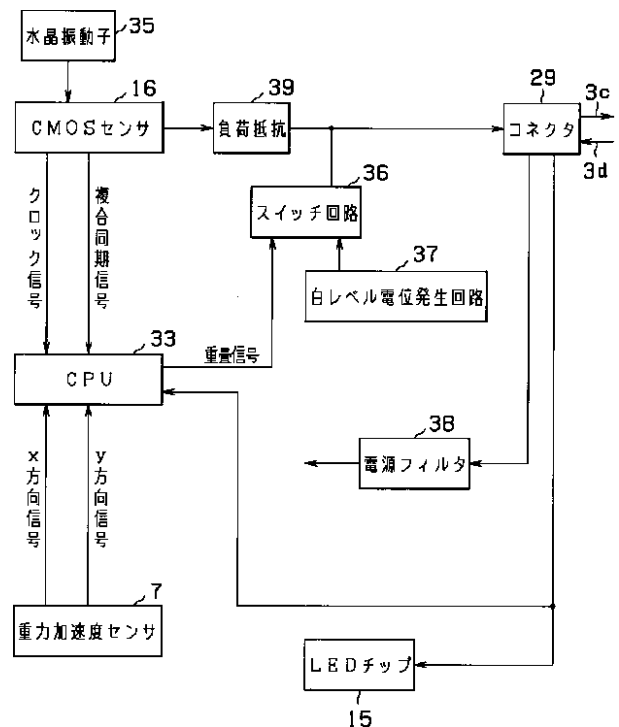 水晶振動子
35
16
CMOSセンサ
39
負荷抵抗
29
コネクタ
3c
3d
36
スイッチ回路
37
白レベル電位発生回路
クロック信号
複合同期信号
33
CPU
重畳信号
38
電源フィルタ
x方向信号
y方向信号
7
重力加速度センサ
LEDチップ
15